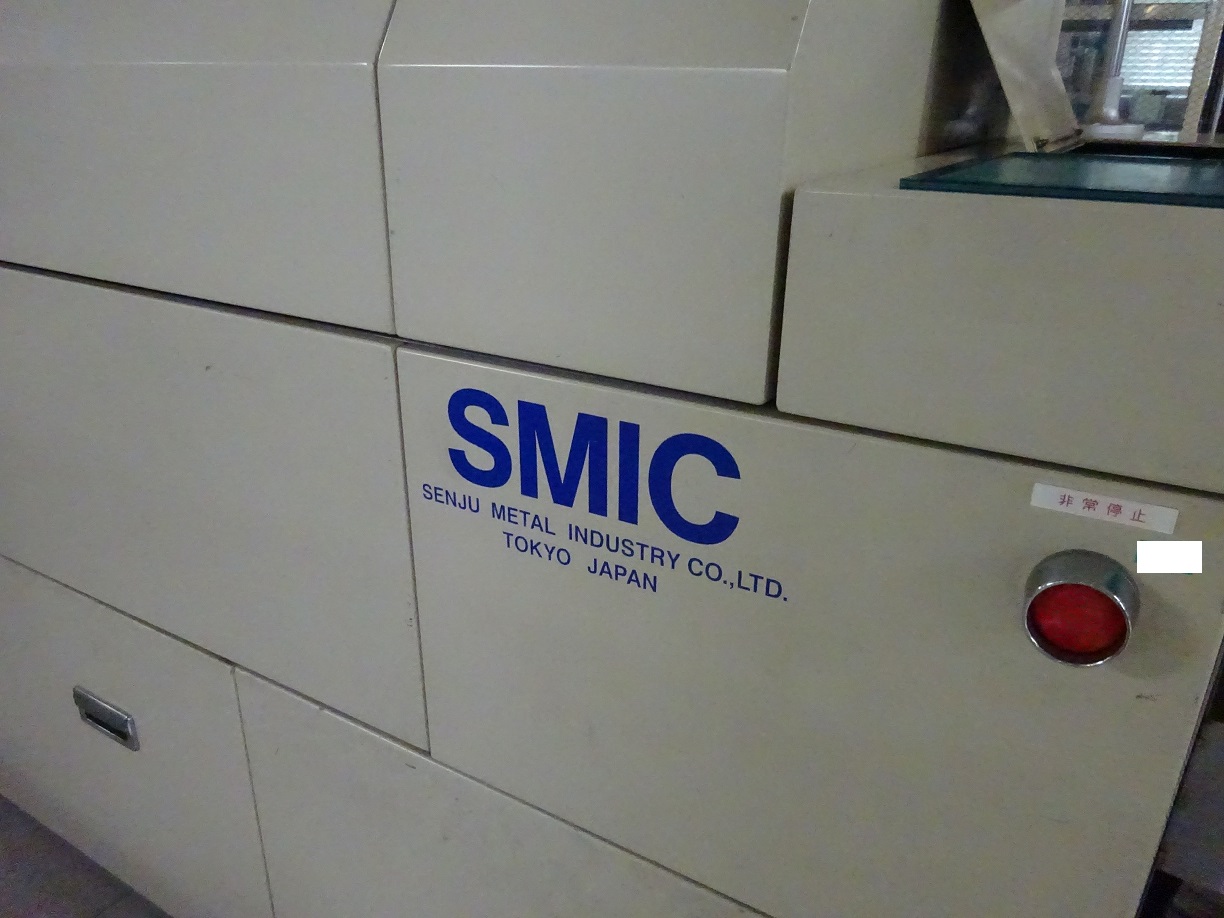 SMIC
SENJU METAL INDUSTRY CO.,LTD.
TOKYO JAPAN
非常停止